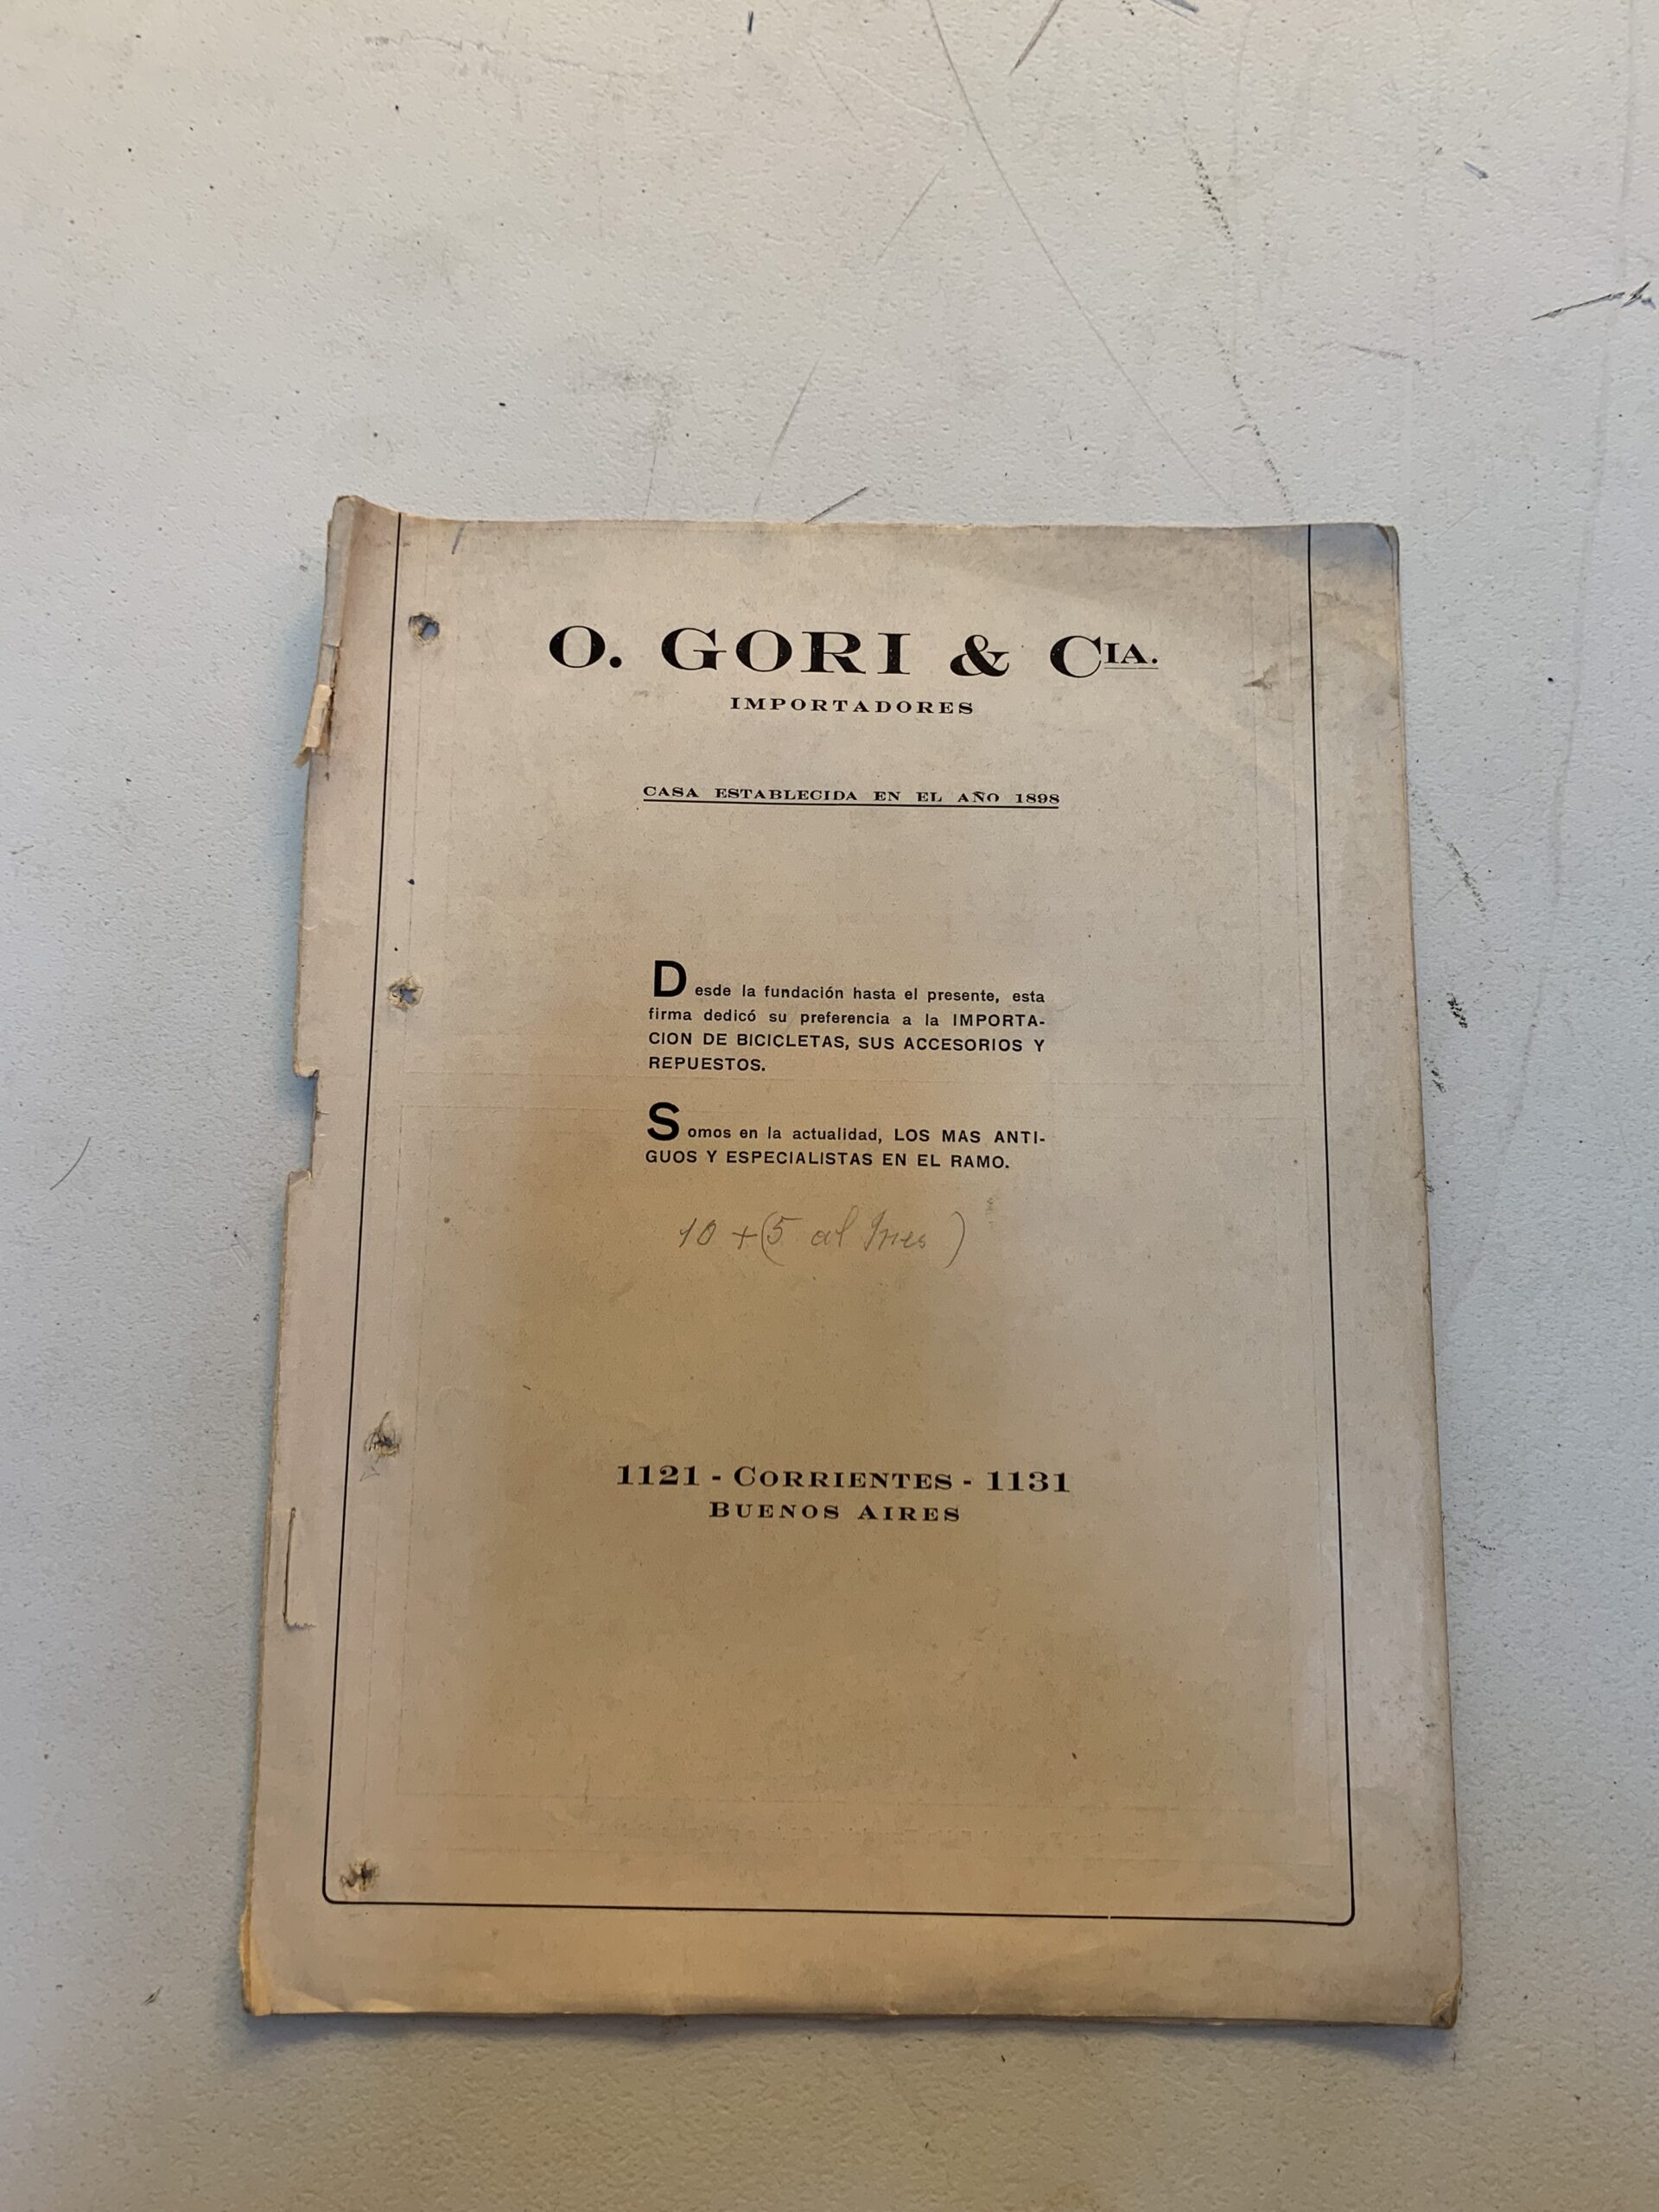 O. GORI & CIA.
IMPORTADORES
CASA ESTABLECIDA EN EL AÑO 1898
Desde la fundación hasta el presente, esta
firma dedicó su preferencia a la IMPORTA-
CION DE BICICLETAS, SUS ACCESORIOS Y
REPUESTOS.
Somos en la actualidad, LOS MAS ANTI-
GUOS Y ESPECIALISTAS EN EL RAMO.
10 + (5 al mes)
1121 - CORRIENTES - 1131
BUENOS AIRES